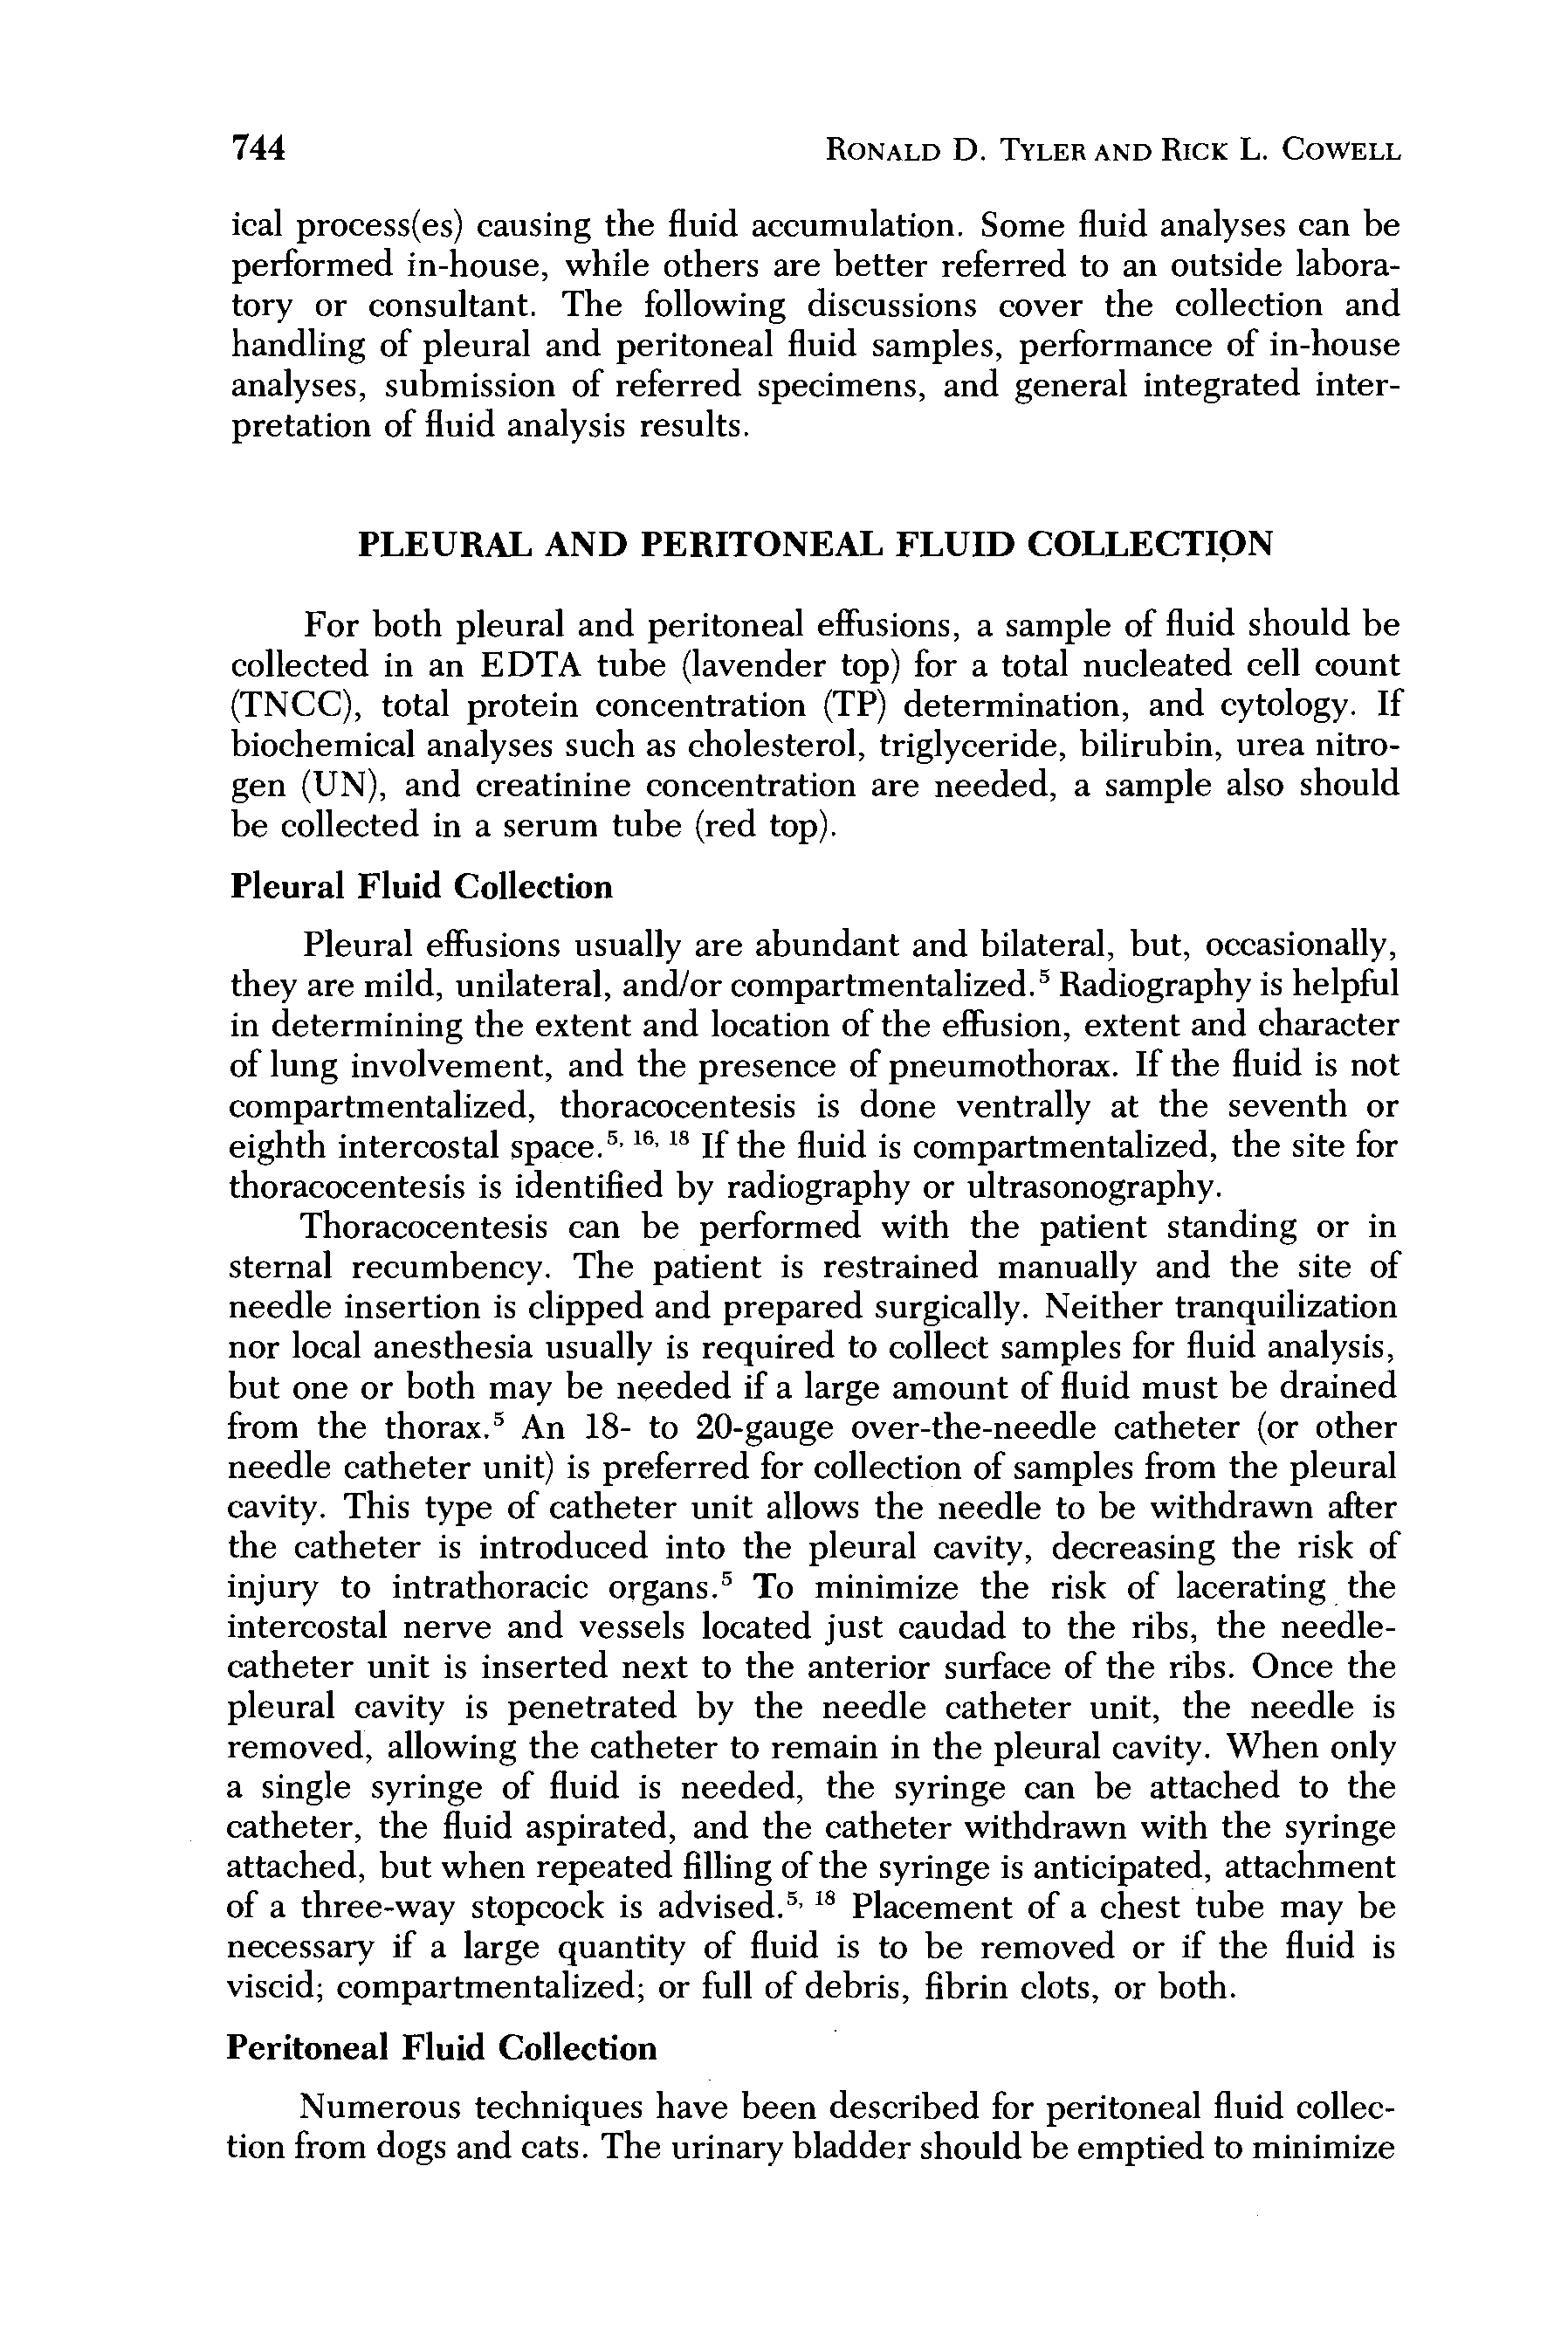 744 RONALD D. TYLER AND RICK L. COWELL
ical process(es) causing the fluid accumulation. Some fluid analyses can be
performed in-house, while others are better referred to an outside labora-
tory or consultant. The following discussions cover the collection and
handling of pleural and peritoneal fluid samples, performance of in-house
analyses, submission of referred specimens, and general integrated inter-
pretation of fluid analysis results.
PLEURAL AND PERITONEAL FLUID COLLECTION
For both pleural and peritoneal effusions, a sample of fluid should be
collected in an EDTA tube (lavender top) for a total nucleated cell count
(TNCC), total protein concentration (TP) determination, and cytology. If
biochemical analyses such as cholesterol, triglyceride, bilirubin, urea nitro-
gen (UN), and creatinine concentration are needed, a sample also should
be collected in a serum tube (red top).
Pleural Fluid Collection
Pleural effusions usually are abundant and bilateral, but, occasionally,
they are mild, unilateral, and/or compartmentalized.⁵ Radiography is helpful
in determining the extent and location of the effusion, extent and character
of lung involvement, and the presence of pneumothorax. If the fluid is not
compartmentalized, thoracocentesis is done ventrally at the seventh or
eighth intercostal space.⁵, ¹⁶, ¹⁸ If the fluid is compartmentalized, the site for
thoracocentesis is identified by radiography or ultrasonography.
Thoracocentesis can be performed with the patient standing or in
sternal recumbency. The patient is restrained manually and the site of
needle insertion is clipped and prepared surgically. Neither tranquilization
nor local anesthesia usually is required to collect samples for fluid analysis,
but one or both may be needed if a large amount of fluid must be drained
from the thorax.⁵ An 18- to 20-gauge over-the-needle catheter (or other
needle catheter unit) is preferred for collection of samples from the pleural
cavity. This type of catheter unit allows the needle to be withdrawn after
the catheter is introduced into the pleural cavity, decreasing the risk of
injury to intrathoracic organs.⁵ To minimize the risk of lacerating the
intercostal nerve and vessels located just caudad to the ribs, the needle-
catheter unit is inserted next to the anterior surface of the ribs. Once the
pleural cavity is penetrated by the needle catheter unit, the needle is
removed, allowing the catheter to remain in the pleural cavity. When only
a single syringe of fluid is needed, the syringe can be attached to the
catheter, the fluid aspirated, and the catheter withdrawn with the syringe
attached, but when repeated filling of the syringe is anticipated, attachment
of a three-way stopcock is advised.⁵, ¹⁸ Placement of a chest tube may be
necessary if a large quantity of fluid is to be removed or if the fluid is
viscid; compartmentalized; or full of debris, fibrin clots, or both.
Peritoneal Fluid Collection
Numerous techniques have been described for peritoneal fluid collec-
tion from dogs and cats. The urinary bladder should be emptied to minimize